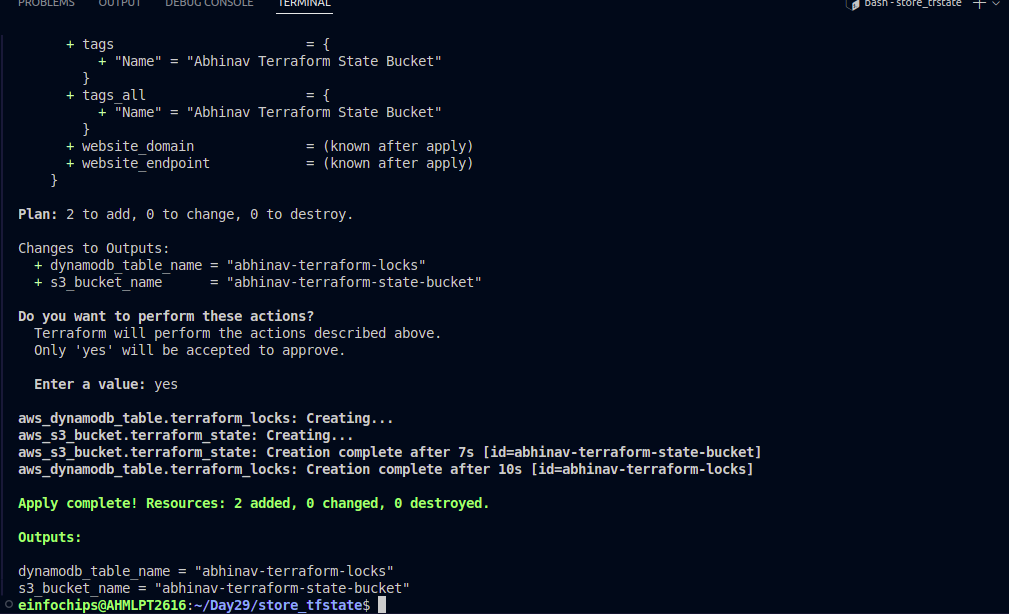 PROBLEMS OUTPUT DEBUG CONSOLE TERMINAL bash - store_tfstate
+ tags = {
+ "Name" = "Abhinav Terraform State Bucket"
}
+ tags_all = {
+ "Name" = "Abhinav Terraform State Bucket"
}
+ website_domain = (known after apply)
+ website_endpoint = (known after apply)
}
Plan: 2 to add, 0 to change, 0 to destroy.
Changes to Outputs:
+ dynamodb_table_name = "abhinav-terraform-locks"
+ s3_bucket_name = "abhinav-terraform-state-bucket"
Do you want to perform these actions?
Terraform will perform the actions described above.
Only 'yes' will be accepted to approve.
Enter a value: yes
aws_dynamodb_table.terraform_locks: Creating...
aws_s3_bucket.terraform_state: Creating...
aws_s3_bucket.terraform_state: Creation complete after 7s [id=abhinav-terraform-state-bucket]
aws_dynamodb_table.terraform_locks: Creation complete after 10s [id=abhinav-terraform-locks]
Apply complete! Resources: 2 added, 0 changed, 0 destroyed.
Outputs:
dynamodb_table_name = "abhinav-terraform-locks"
s3_bucket_name = "abhinav-terraform-state-bucket"
einfochips@AHMLPT2616:~/Day29/store_tfstate$